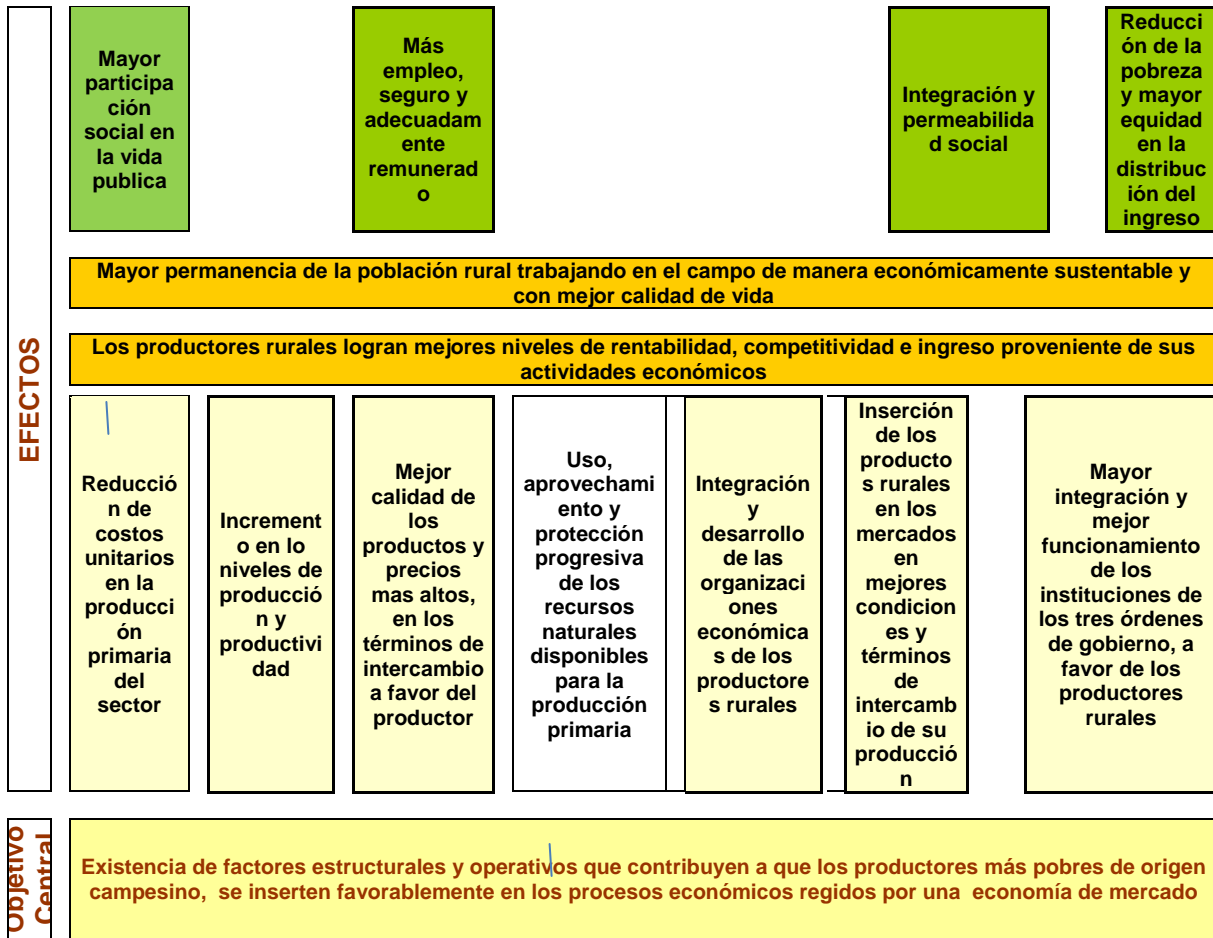 EFECTOS
Mayor
participa
ción
social en
la vida
publica
Más
empleo,
seguro y
adecuadam
ente
remunerad
o
Integración y
permeabilida
d social
Reducci
ón de la
pobreza
y mayor
equidad
en la
distribuc
ión del
ingreso
Mayor permanencia de la población rural trabajando en el campo de manera económicamente sustentable y
con mejor calidad de vida
Los productores rurales logran mejores niveles de rentabilidad, competitividad e ingreso proveniente de sus
actividades económicos
Reducció
n de
costos
unitarios
en la
producci
ón
primaria
del
sector
Increment
o en lo
niveles de
producció
n y
productivi
dad
Mejor
calidad de
los
productos y
precios
mas altos,
en los
términos de
intercambio
a favor del
productor
Uso,
aprovechami
ento y
protección
progresiva
de los
recursos
naturales
disponibles
para la
producción
primaria
Integración
y
desarrollo
de las
organizaci
ones
económica
s de los
productore
s rurales
Inserción
de los
producto
s rurales
en los
mercados
en
mejores
condicion
es y
términos
de
intercamb
io de su
producció
n
Mayor
integración y
mejor
funcionamiento
de los
instituciones de
los tres órdenes
de gobierno, a
favor de los
productores
rurales
Objetivo
Central
Existencia de factores estructurales y operativos que contribuyen a que los productores más pobres de origen
campesino, se inserten favorablemente en los procesos económicos regidos por una economía de mercado